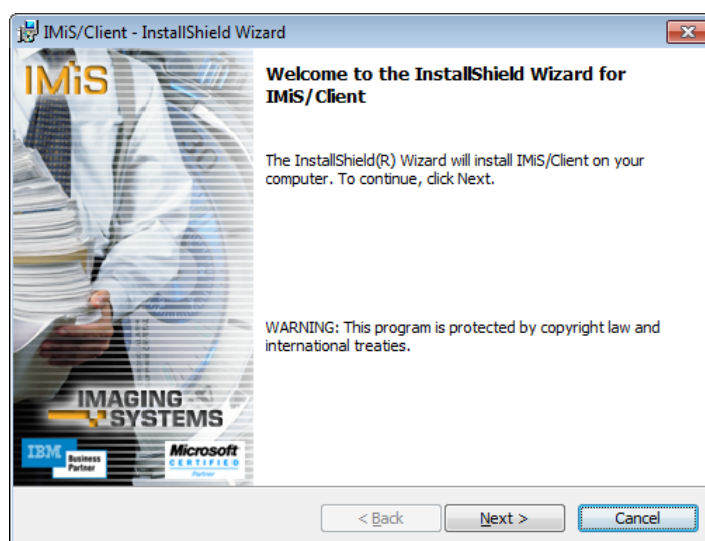 IMiS/Client - InstallShield Wizard
IMiS
Welcome to the InstallShield Wizard for
IMiS/Client
The InstallShield(R) Wizard will install IMiS/Client on your
computer. To continue, click Next.
WARNING: This program is protected by copyright law and
international treaties.
IMAGING
SYSTEMS
IBM
Business
Partner
Microsoft
CERTIFIED
Partner
< Back
Next >
Cancel